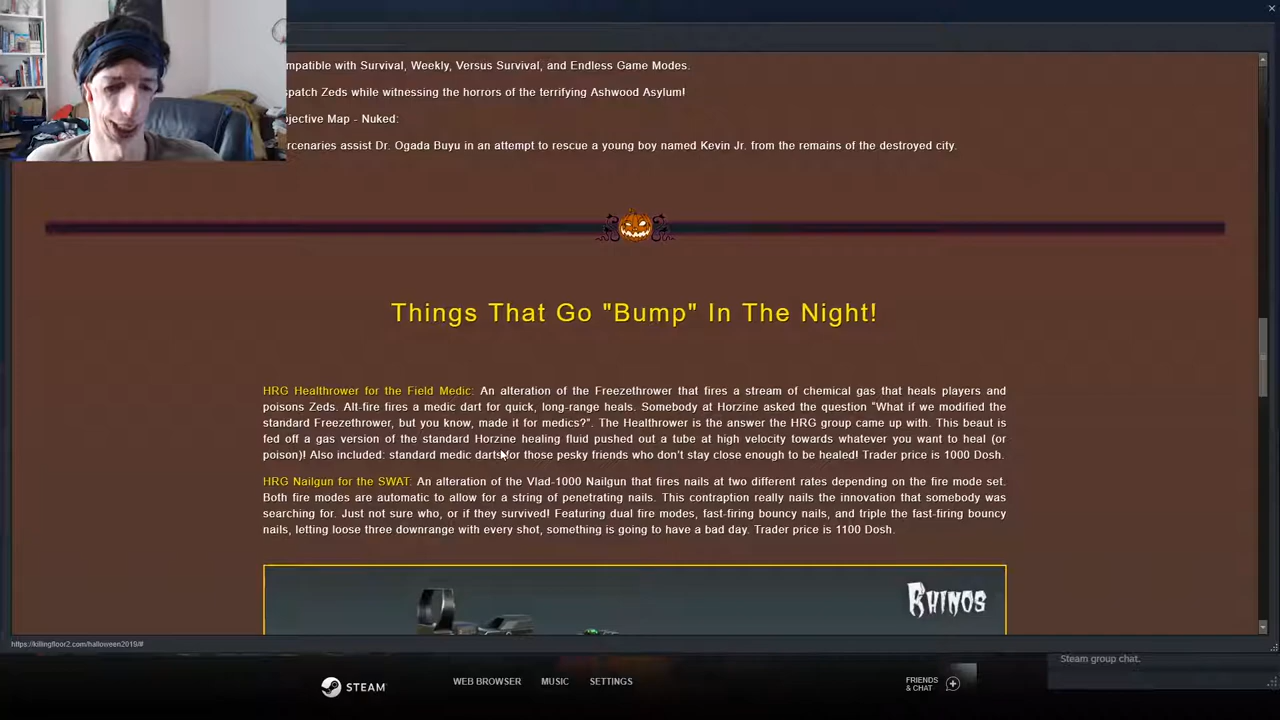 mpatible with Survival, Weekly, Versus Survival, and Endless Game Modes.
spatch Zeds while witnessing the horrors of the terrifying Ashwood Asylum!
jective Map - Nuked:
rcenaries assist Dr. Ogada Buyu in an attempt to rescue a young boy named Kevin Jr. from the remains of the destroyed city.
Things That Go "Bump" In The Night!
HRG Healthrower for the Field Medic: An alteration of the Freezethrower that fires a stream of chemical gas that heals players and
poisons Zeds. Alt-fire fires a medic dart for quick, long-range heals. Somebody at Horzine asked the question “What if we modified the
standard Freezethrower, but you know, made it for medics?”. The Healthrower is the answer the HRG group came up with. This beaut is
fed off a gas version of the standard Horzine healing fluid pushed out a tube at high velocity towards whatever you want to heal (or
poison)! Also included: standard medic darts for those pesky friends who don’t stay close enough to be healed! Trader price is 1000 Dosh.
HRG Nailgun for the SWAT: An alteration of the Vlad-1000 Nailgun that fires nails at two different rates depending on the fire mode set.
Both fire modes are automatic to allow for a string of penetrating nails. This contraption really nails the innovation that somebody was
searching for. Just not sure who, or if they survived! Featuring dual fire modes, fast-firing bouncy nails, and triple the fast-firing bouncy
nails, letting loose three downrange with every shot, something is going to have a bad day. Trader price is 1100 Dosh.
RHINOS
https://killingfloor2.com/halloween2019/#
Steam group chat.
STEAM
WEB BROWSER
MUSIC
SETTINGS
FRIENDS
& CHAT